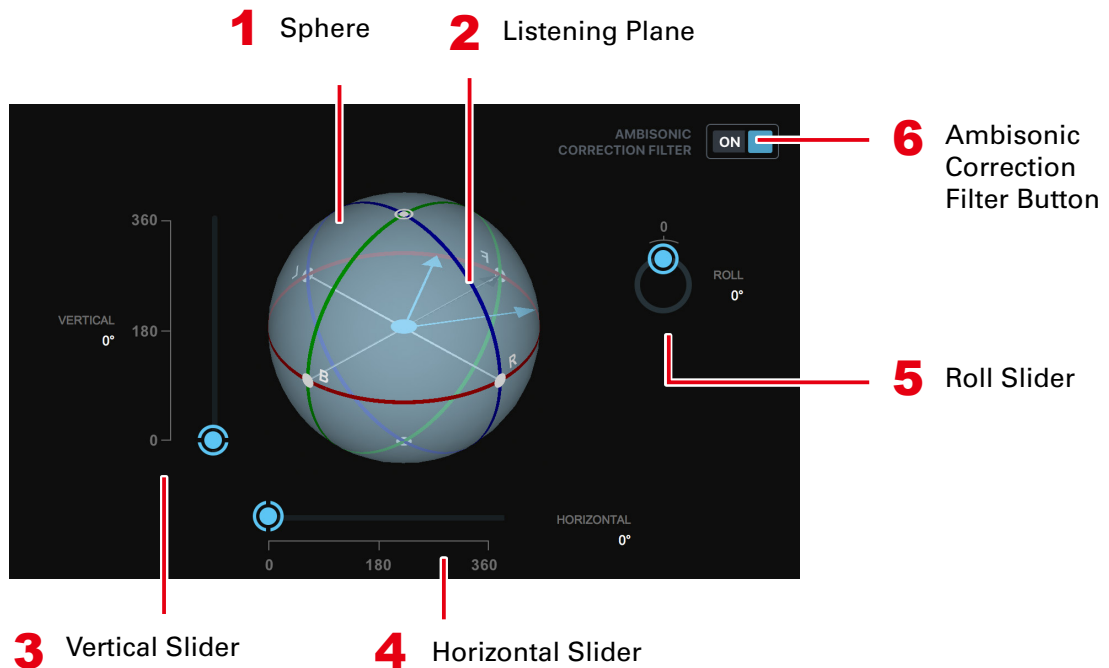 1 Sphere
2 Listening Plane
AMBISONIC
CORRECTION FILTER
ON
6 Ambisonic
Correction
Filter Button
360
VERTICAL
0°
180
0
L
F
B
R
0
ROLL
0°
5 Roll Slider
HORIZONTAL
0°
0 180 360
3 Vertical Slider
4 Horizontal Slider